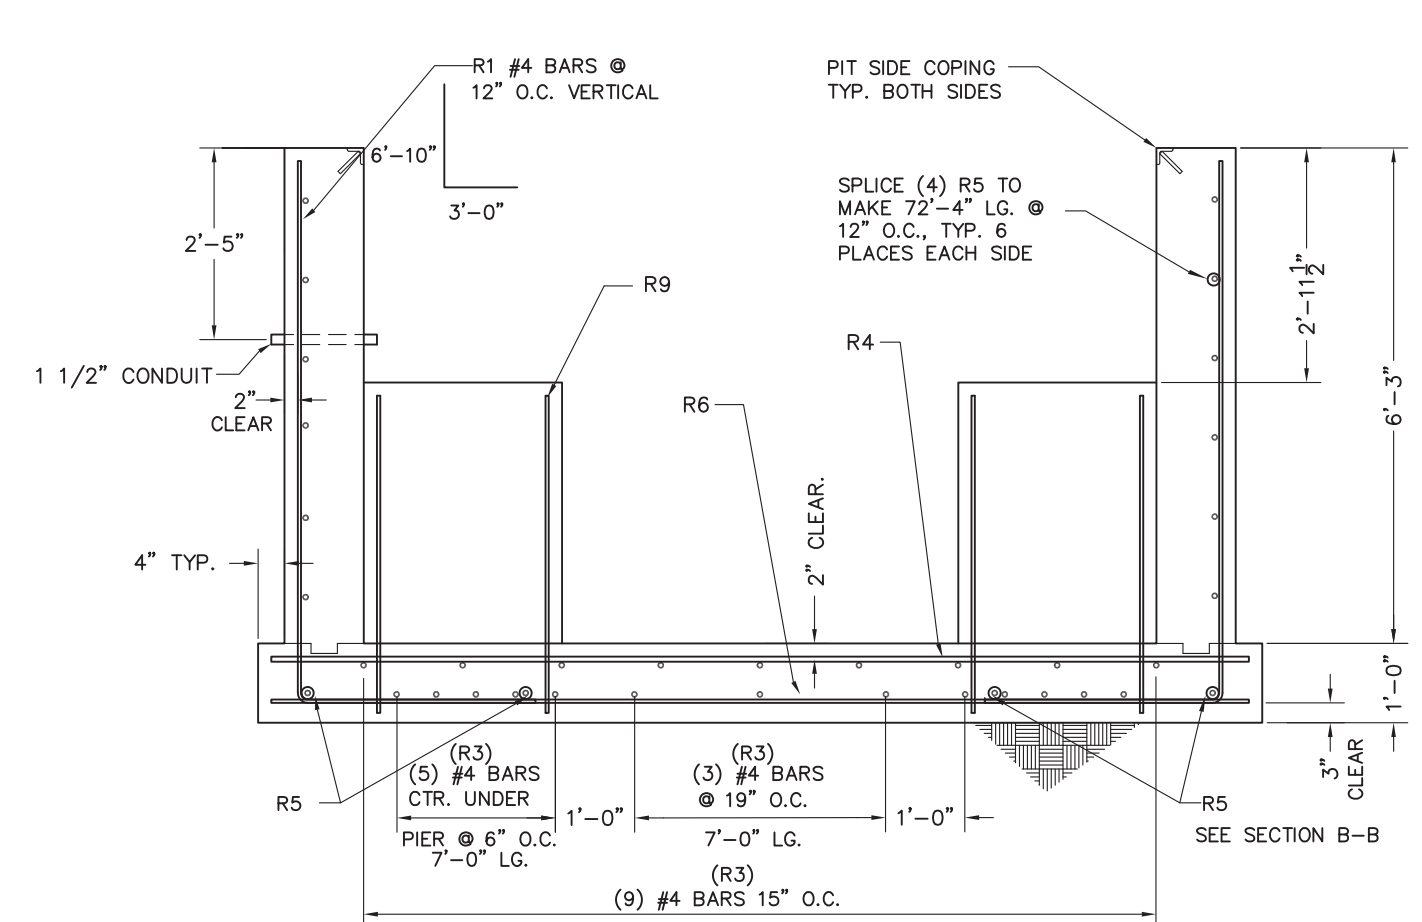 R1 #4 BARS @
12" O.C. VERTICAL
6'-10"
3'-0"
PIT SIDE COPING
TYP. BOTH SIDES
SPLICE (4) R5 TO
MAKE 72'-4" LG. @
12" O.C., TYP. 6
PLACES EACH SIDE
2'-5"
R9
2'-11 1/2"
R4
1 1/2" CONDUIT
2"
CLEAR
R6
6'-3"
2" CLEAR.
4" TYP.
1'-0"
3" CLEAR
(R3)
(5) #4 BARS
CTR. UNDER
PIER @ 6" O.C.
7'-0" LG.
(R3)
(3) #4 BARS
@ 19" O.C.
7'-0" LG.
R5
1'-0"
1'-0"
R5
SEE SECTION B-B
(R3)
(9) #4 BARS 15" O.C.